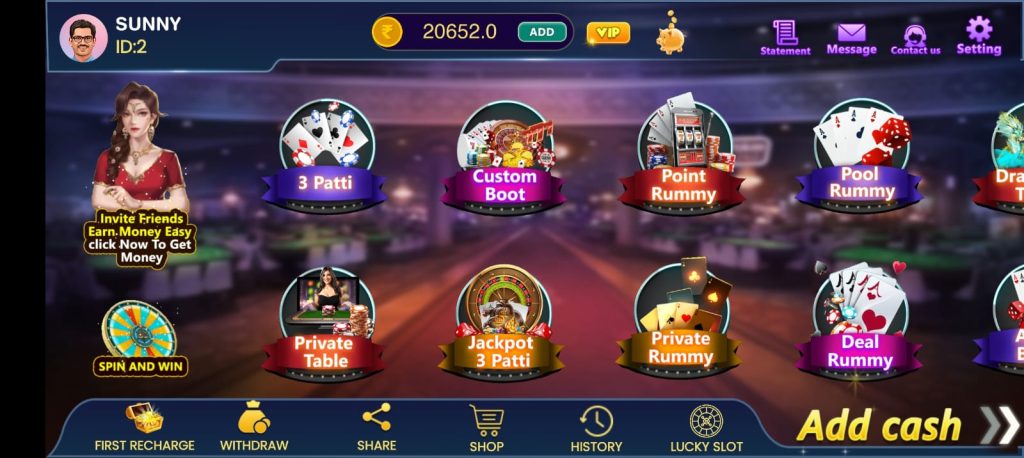 SUNNY
ID:2
20652.0
ADD
VIP
Statement
Message
Contact us
Setting
3 Patti
Custom
Boot
Point
Rummy
Pool
Rummy
Invite Friends
Earn Money Easy
click Now To Get
Money
SPIN AND WIN
Private
Table
Jackpot
3 Patti
Private
Rummy
Deal
Rummy
FIRST RECHARGE
WITHDRAW
SHARE
SHOP
HISTORY
LUCKY SLOT
Add cash